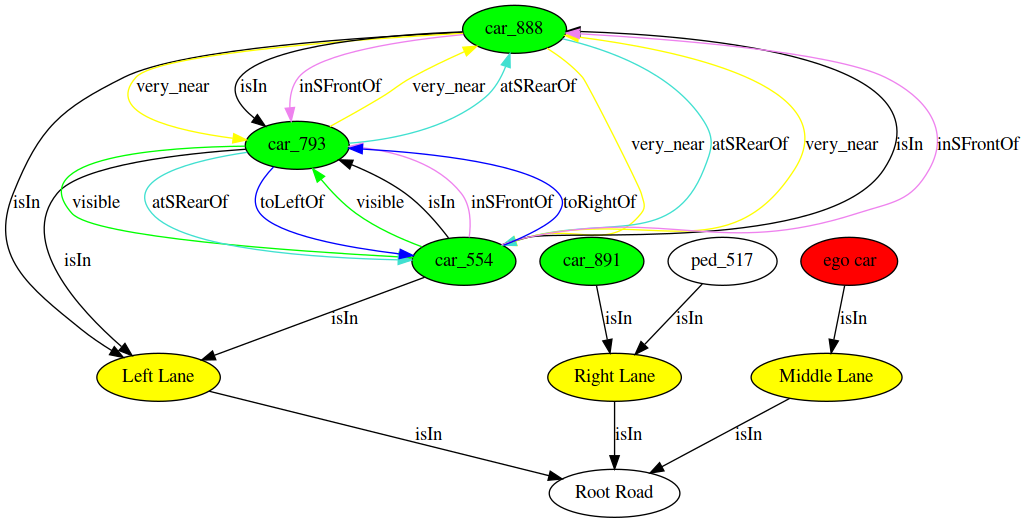 car_888
very_near
isIn
inSFrontOf
very_near
atSRearOf
car_793
very_near
atSRearOf
very_near
isIn
inSFrontOf
isIn
visible
atSRearOf
toLeftOf
visible
isIn
inSFrontOf
toRightOf
isIn
car_554
car_891
ped_517
ego car
isIn
isIn
isIn
isIn
Left Lane
Right Lane
Middle Lane
isIn
isIn
isIn
Root Road